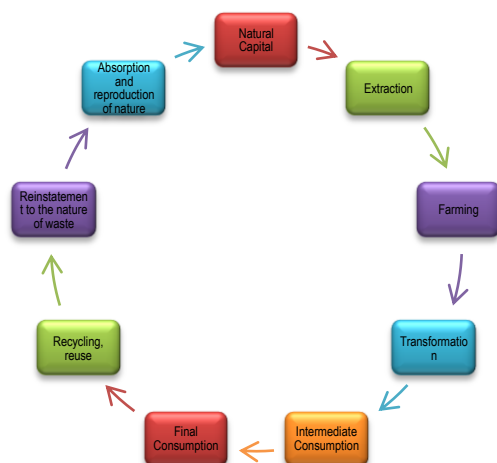 Natural
Capital
Extraction
Farming
Transformatio
n
Intermediate
Consumption
Final
Consumption
Recycling,
reuse
Reinstatemen
t to the nature
of waste
Absorption
and
reproduction
of nature